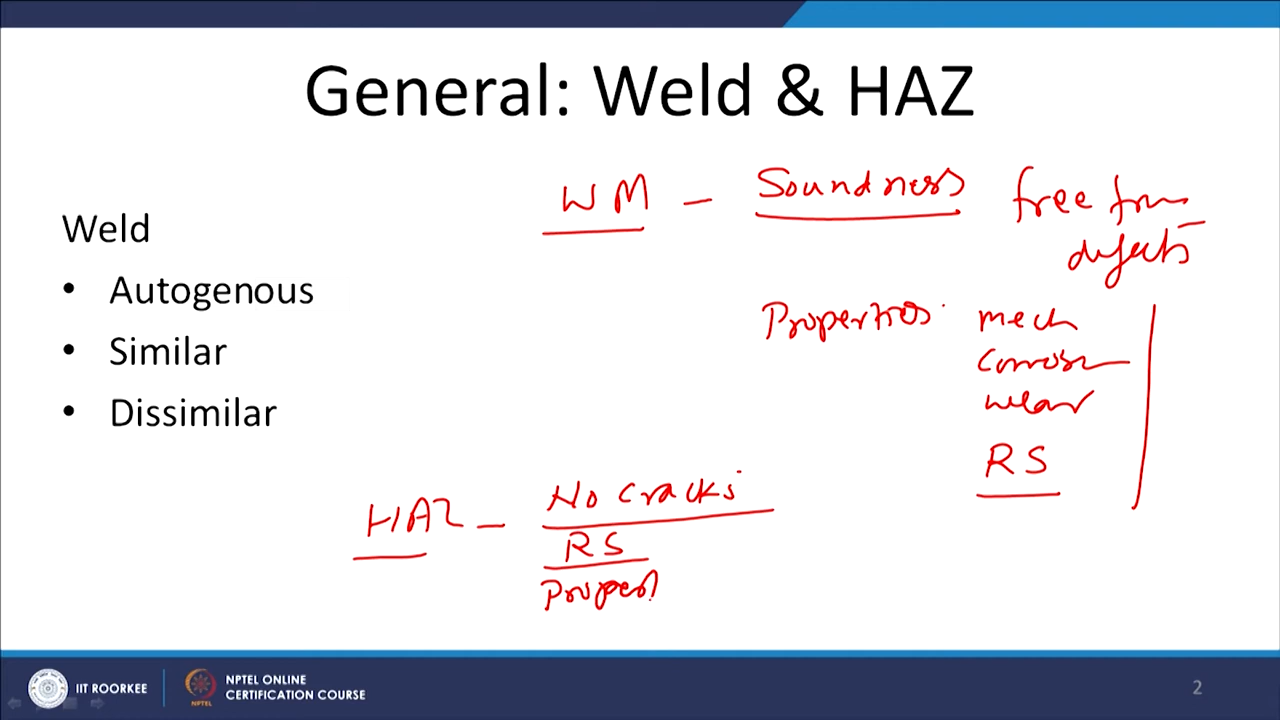 General: Weld & HAZ
WM - Soundness free from defects
Weld
• Autogenous
• Similar
• Dissimilar
Properties mech
corrosion
wear
RS
HAZ - No cracks
RS
Propert
IIT ROORKEE
NPTEL ONLINE
CERTIFICATION COURSE
NPTEL
2